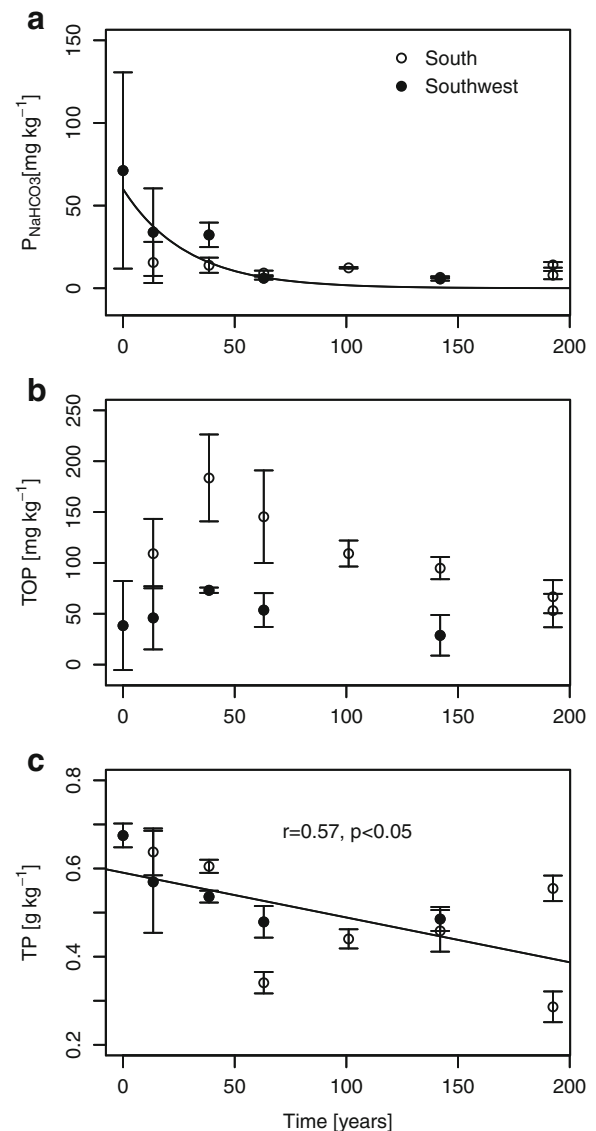 a
P_NaHCO3[mg kg⁻¹]
150
100
50
0
South
Southwest
0 50 100 150 200
b
TOP [mg kg⁻¹]
250
200
150
100
50
0
0 50 100 150 200
c
TP [g kg⁻¹]
0.8
0.6
0.4
0.2
r=0.57, p<0.05
0 50 100 150 200
Time [years]